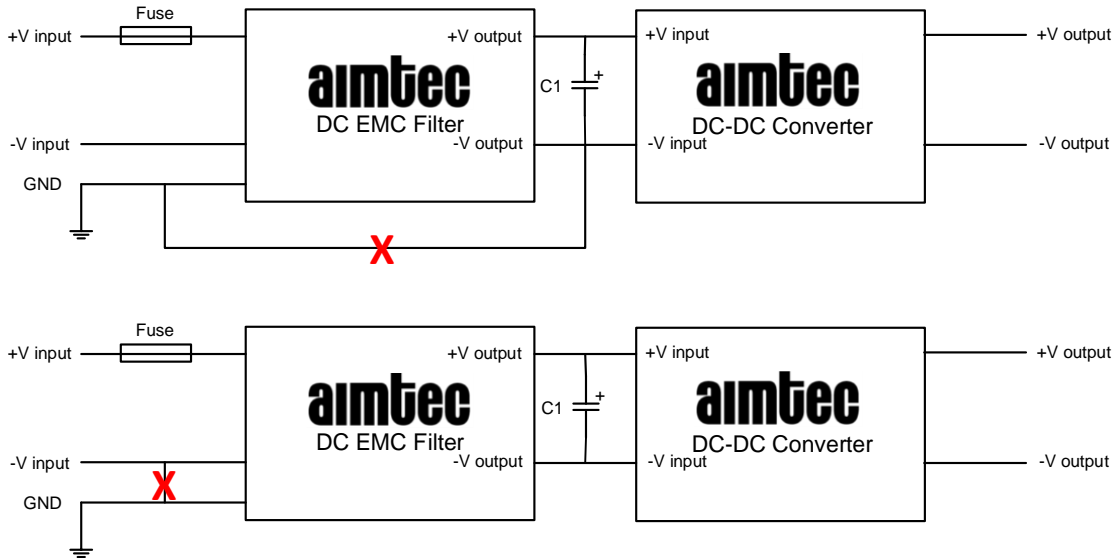 Fuse
+V input
+V output
+V input
+V output
aimtec
C1
+
aimtec
DC EMC Filter
DC-DC Converter
-V input
-V output
-V input
-V output
GND
X
Fuse
+V input
+V output
+V input
+V output
aimtec
C1
+
aimtec
DC EMC Filter
DC-DC Converter
-V input
-V output
-V input
-V output
X
GND